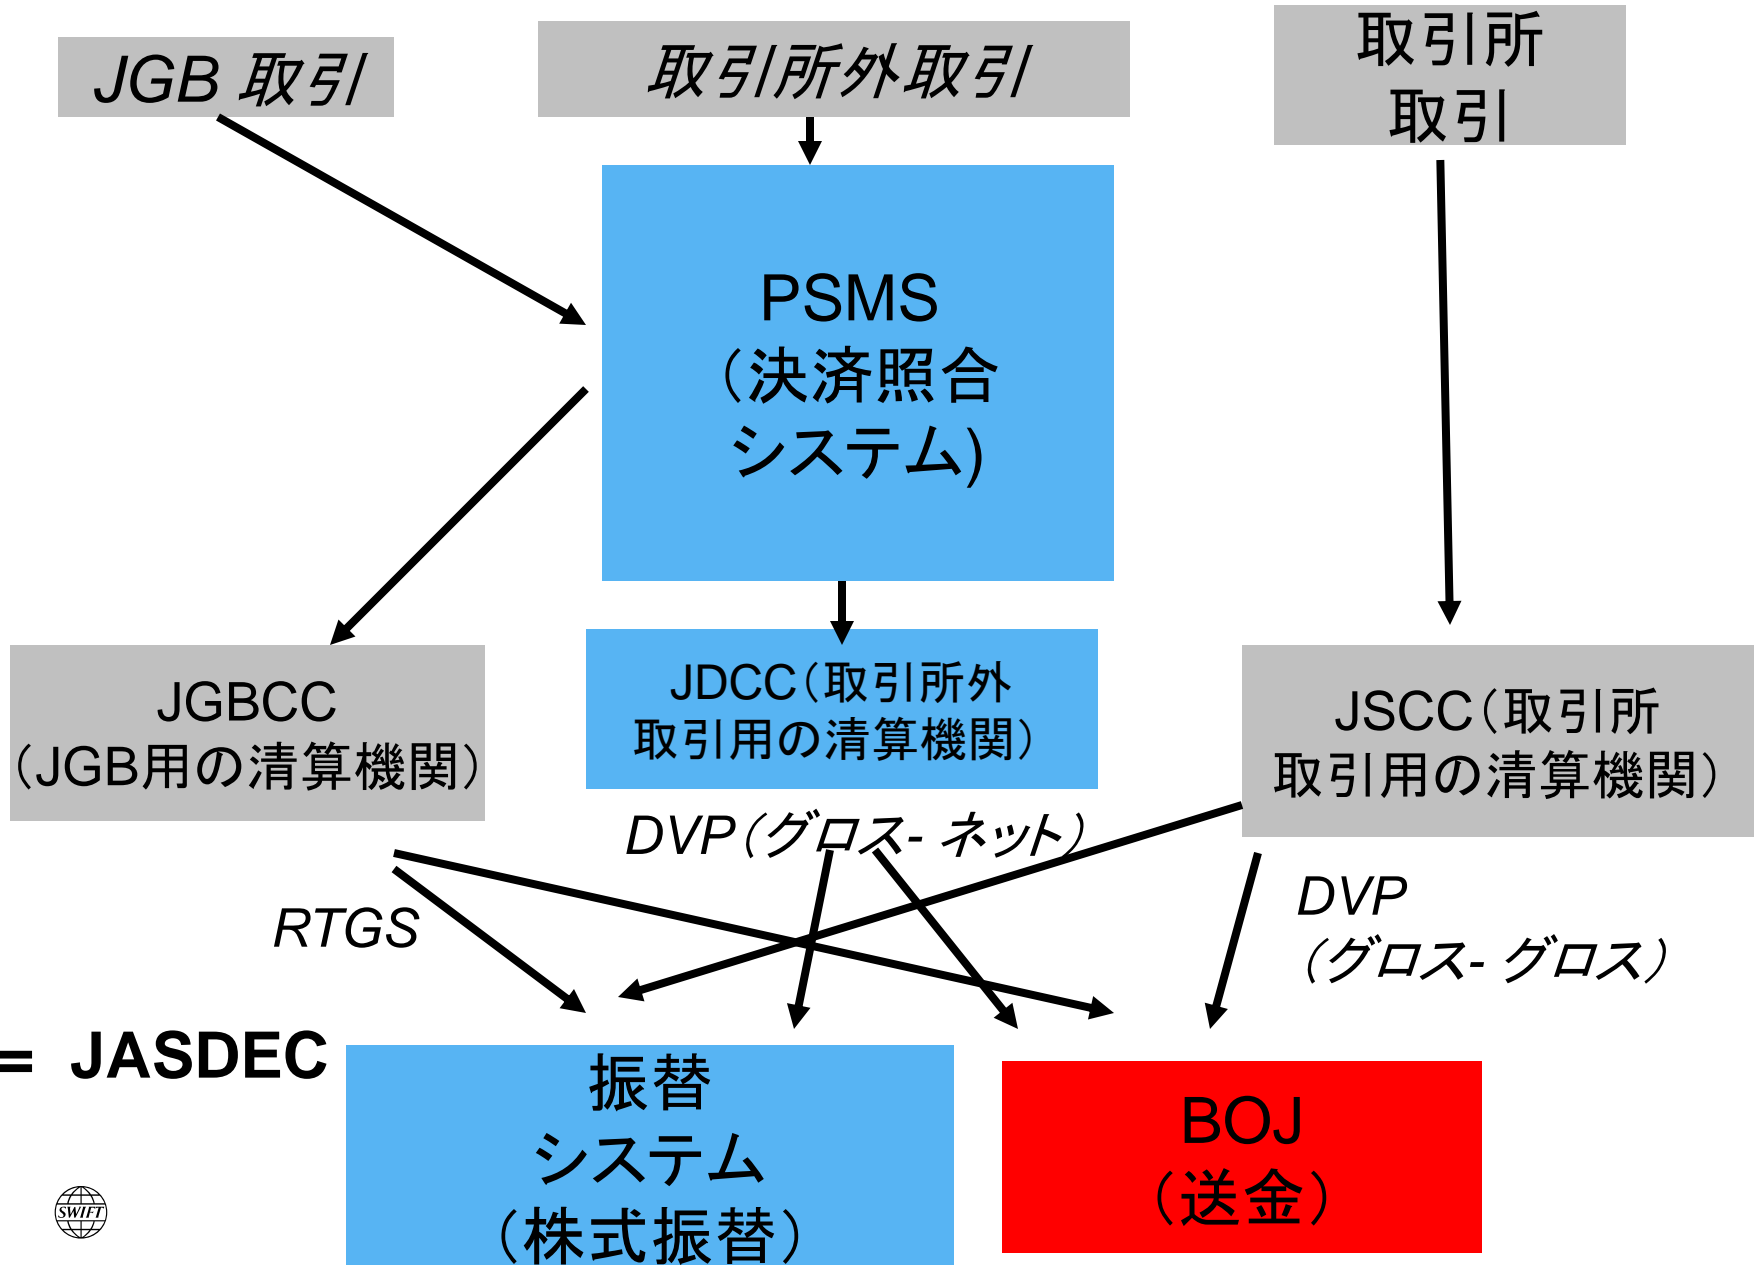 JGB 取引
取引所外取引
取引所
取引
PSMS
（決済照合
システム)
JGBCC
（JGB用の清算機関）
JDCC（取引所外
取引用の清算機関）
JSCC（取引所
取引用の清算機関）
DVP（グロス- ネット）
RTGS
DVP
（グロス- グロス）
= JASDEC
振替
システム
（株式振替）
BOJ
（送金）
SWIFT